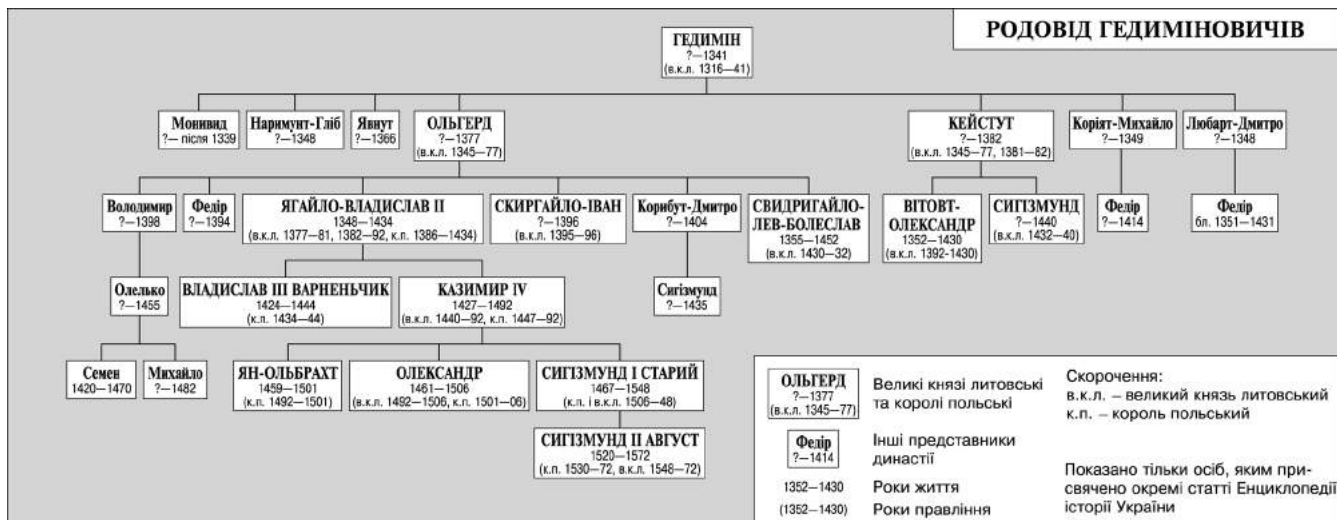 РОДОВІД ГЕДИМІНОВИЧІВ
ГЕДИМІН
?—1341
(в.к.л. 1316—41)
Монивид
?— після 1339
Наримунт-Гліб
?—1348
Явнут
?—1366
ОЛЬГЕРД
?—1377
(в.к.л. 1345—77)
КЕЙСТУТ
?—1382
(в.к.л. 1345-77, 1381—82)
Коріят-Михайло
?—1349
Любарт-Дмитро
?—1348
Володимир
?—1398
Федір
?—1394
ЯГАЙЛО-ВЛАДИСЛАВ II
1348—1434
(в.к.л. 1377—81, 1382—92, к.п. 1386—1434)
СКИРГАЙЛО-ІВАН
?—1396
(в.к.л. 1395—96)
Корибут-Дмитро
?—1404
СВИДРИГАЙЛО-
ЛЕВ-БОЛЕСЛАВ
1355—1452
(в.к.л. 1430—32)
ВІТОВТ-
ОЛЕКСАНДР
1352—1430
(в.к.л. 1392-1430)
СИГІЗМУНД
?—1440
(в.к.л. 1432—40)
Федір
?—1414
Федір
бл. 1351—1431
Олелько
?—1455
ВЛАДИСЛАВ III ВАРНЕНЬЧИК
1424—1444
(к.п. 1434—44)
КАЗИМИР IV
1427—1492
(в.к.л. 1440—92, к.п. 1447—92)
Сигізмунд
?—1435
Семен
1420—1470
Михайло
?—1482
ЯН-ОЛЬБРАХТ
1459—1501
(к.п. 1492—1501)
ОЛЕКСАНДР
1461—1506
(в.к.л. 1492—1506, к.п. 1501—06)
СИГІЗМУНД I СТАРИЙ
1467—1548
(к.п. і в.к.л. 1506—48)
СИГІЗМУНД II АВГУСТ
1520—1572
(к.п. 1530—72, в.к.л. 1548—72)
ОЛЬГЕРД
?—1377
(в.к.л. 1345—77)
Великі князі литовські
та королі польські
Федір
?—1414
Інші представники
династії
1352—1430 Роки життя
(1352—1430) Роки правління
Скорочення:
в.к.л. – великий князь литовський
к.п. – король польський
Показано тільки осіб, яким при-
свячено окремі статті Енциклопедії
історії України